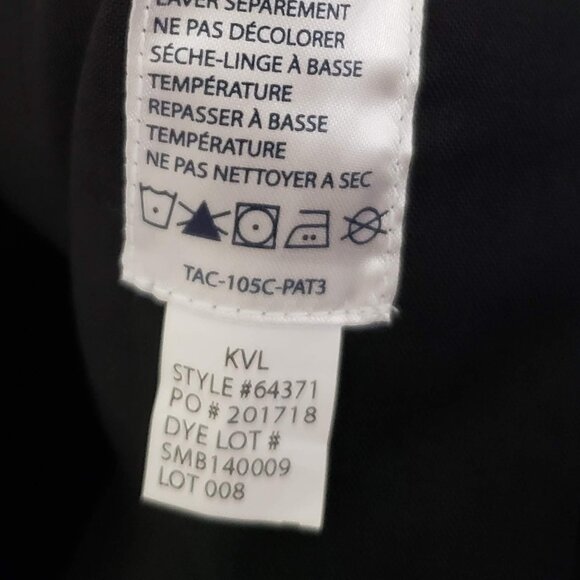 LAVER SÉPARÉMENT
NE PAS DÉCOLORER
SÉCHE-LINGE À BASSE
TEMPÉRATURE
REPASSER À BASSE
TEMPÉRATURE
NE PAS NETTOYER A SEC
TAC-105C-PAT3
KVL
STYLE #64371
PO # 201718
DYE LOT #
SMB140009
LOT 008